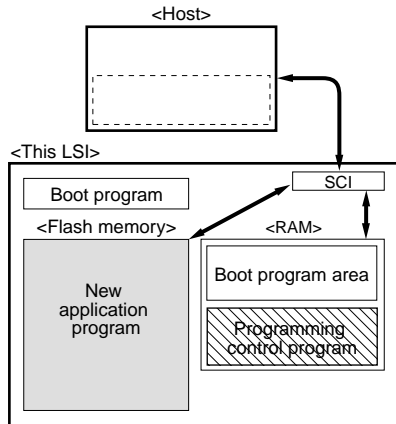 <Host>
<This LSI>
SCI
Boot program
<Flash memory>
<RAM>
Boot program area
New
application
program
Programming
control program